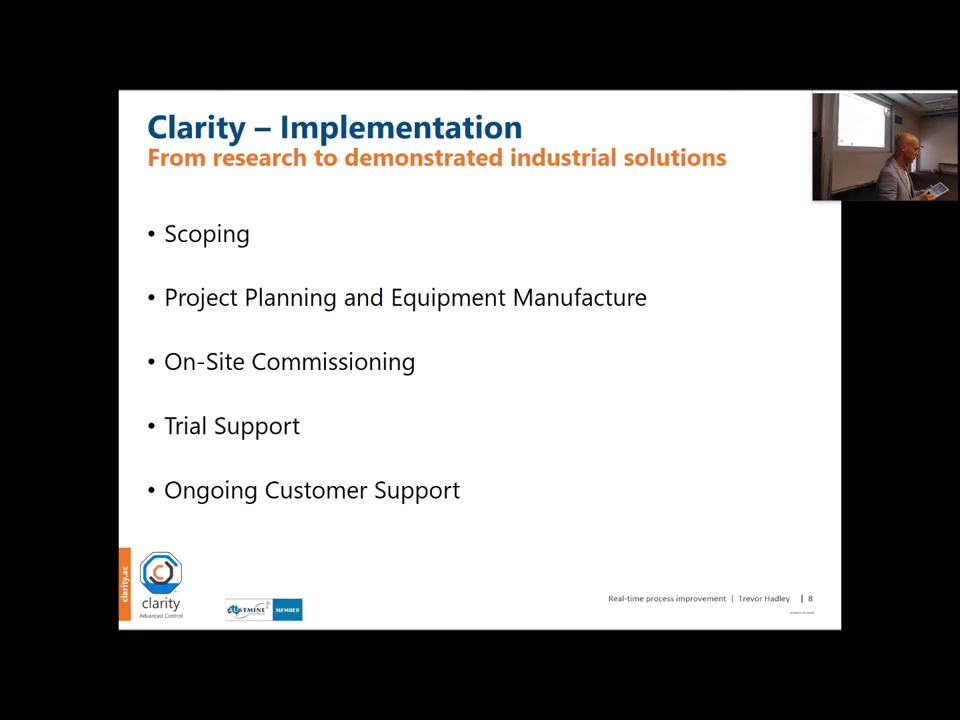 Clarity – Implementation
From research to demonstrated industrial solutions
• Scoping
• Project Planning and Equipment Manufacture
• On-Site Commissioning
• Trial Support
• Ongoing Customer Support
clarity.ac
clarity
Advanced Control
MEMBER
Real-time process improvement | Trevor Hadley | 8